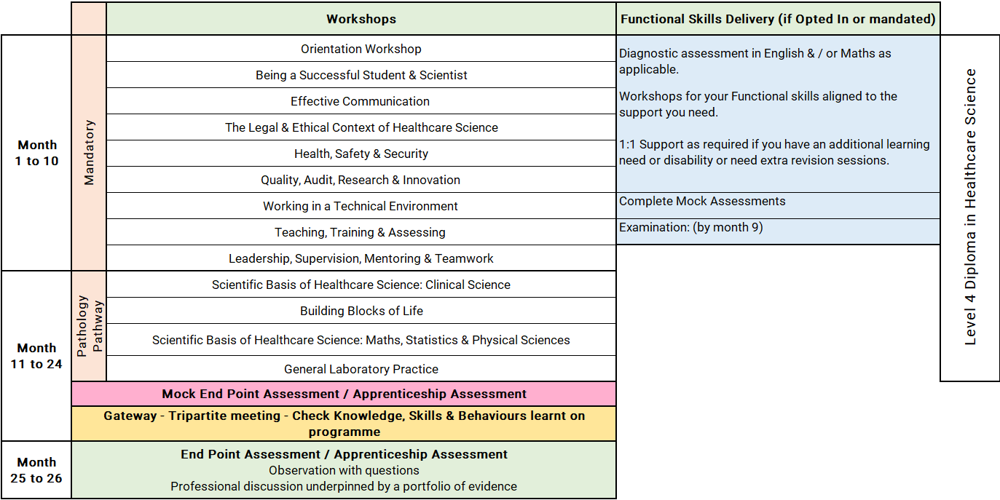 Workshops
Functional Skills Delivery (if Opted In or mandated)
Month
1 to 10
Mandatory
Orientation Workshop
Being a Successful Student & Scientist
Effective Communication
The Legal & Ethical Context of Healthcare Science
Health, Safety & Security
Quality, Audit, Research & Innovation
Working in a Technical Environment
Teaching, Training & Assessing
Leadership, Supervision, Mentoring & Teamwork
Diagnostic assessment in English & / or Maths as
applicable.
Workshops for your Functional skills aligned to the
support you need.
1:1 Support as required if you have an additional learning
need or disability or need extra revision sessions.
Complete Mock Assessments
Examination: (by month 9)
Level 4 Diploma in Healthcare Science
Month
11 to 24
Pathology
Pathway
Scientific Basis of Healthcare Science: Clinical Science
Building Blocks of Life
Scientific Basis of Healthcare Science: Maths, Statistics & Physical Sciences
General Laboratory Practice
Mock End Point Assessment / Apprenticeship Assessment
Gateway - Tripartite meeting - Check Knowledge, Skills & Behaviours learnt on
programme
Month
25 to 26
End Point Assessment / Apprenticeship Assessment
Observation with questions
Professional discussion underpinned by a portfolio of evidence